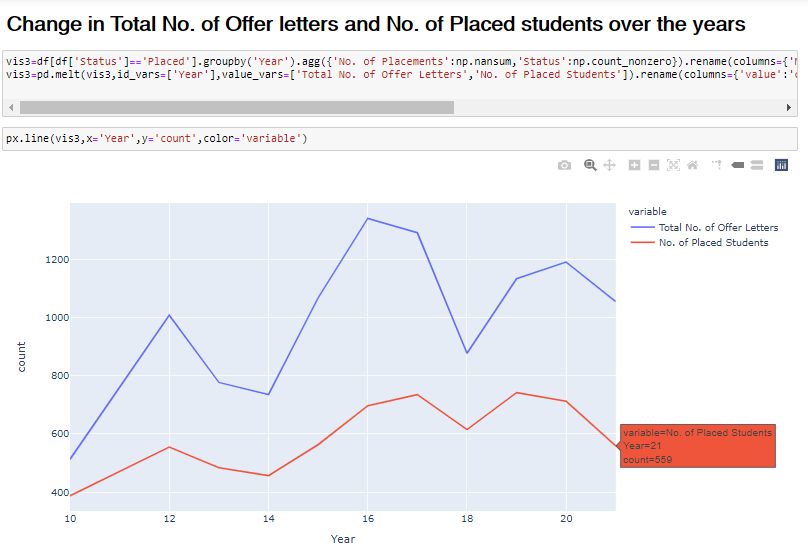 Change in Total No. of Offer letters and No. of Placed students over the years
vis3=df[df['Status']=='Placed'].groupby('Year').agg({'No. of Placements':np.nansum,'Status':np.count_nonzero}).rename(columns={'
vis3=pd.melt(vis3,id_vars=['Year'],value_vars=['Total No. of Offer Letters','No. of Placed Students']).rename(columns={'value':'
px.line(vis3,x='Year',y='count',color='variable')
variable
Total No. of Offer Letters
No. of Placed Students
1200
1000
800
600
400
count
variable=No. of Placed Students
Year=21
count=559
10 12 14 16 18 20
Year